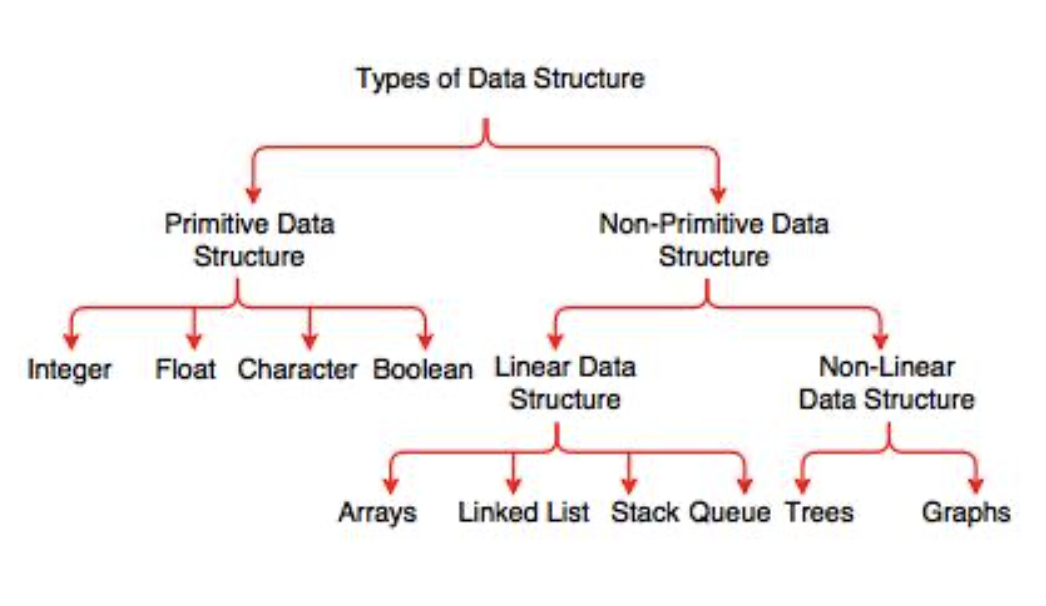 Types of Data Structure
Primitive Data
Structure
Non-Primitive Data
Structure
Integer
Float
Character
Boolean
Linear Data
Structure
Non-Linear
Data Structure
Arrays
Linked List
Stack
Queue
Trees
Graphs